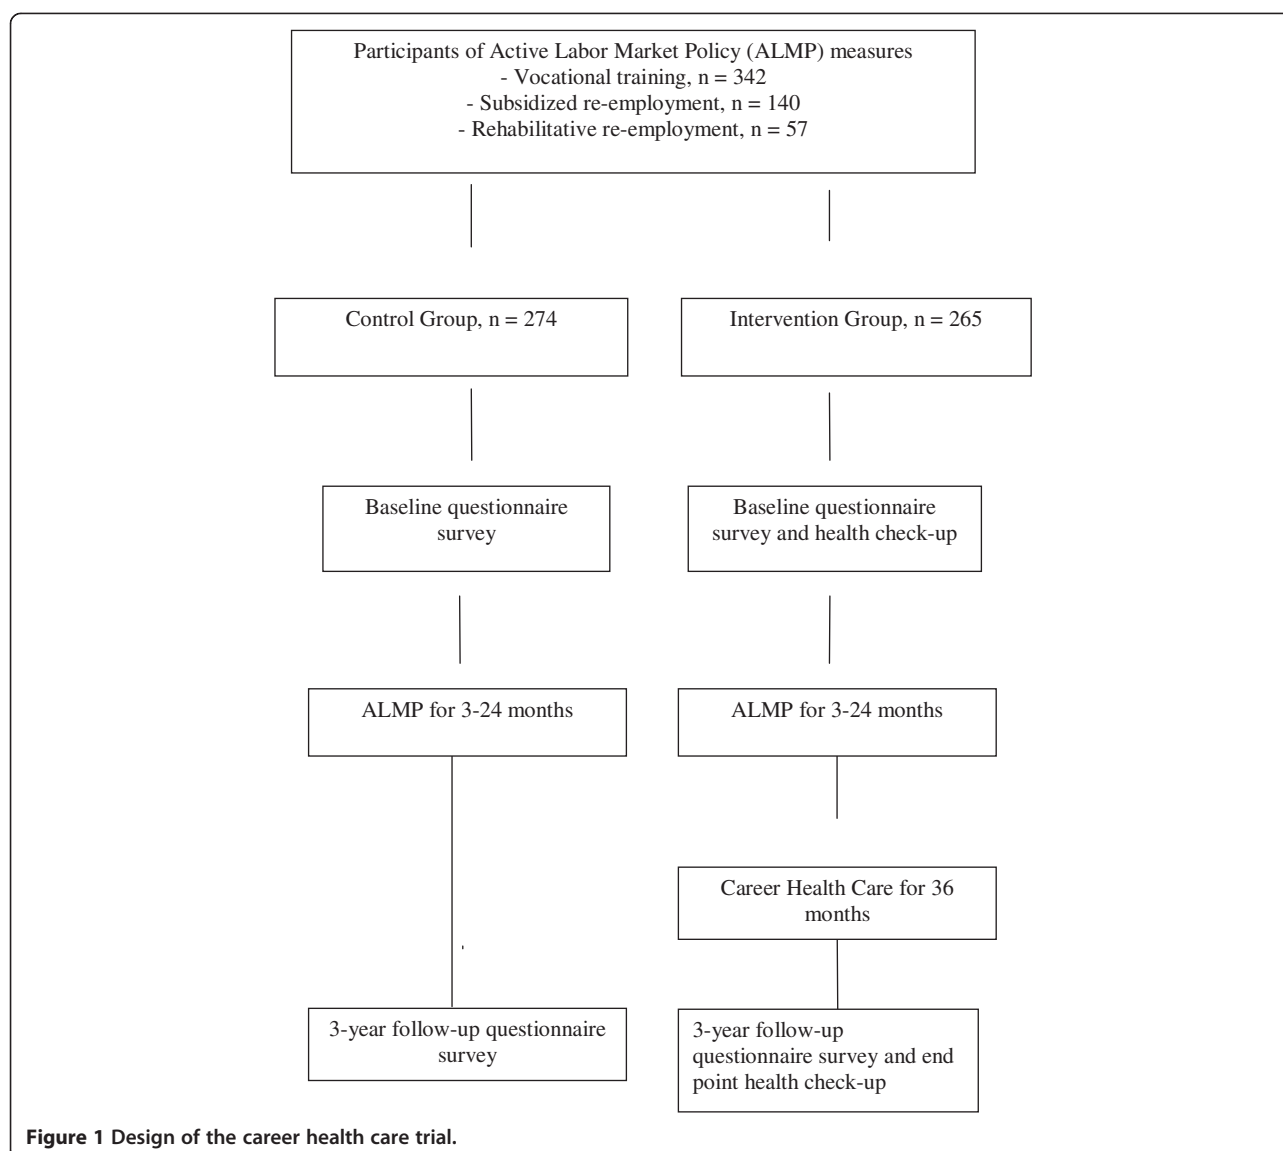 Participants of Active Labor Market Policy (ALMP) measures
- Vocational training, n = 342
- Subsidized re-employment, n = 140
- Rehabilitative re-employment, n = 57
Control Group, n = 274
Intervention Group, n = 265
Baseline questionnaire
survey
Baseline questionnaire
survey and health check-up
ALMP for 3-24 months
ALMP for 3-24 months
Career Health Care for 36
months
3-year follow-up questionnaire
survey
3-year follow-up
questionnaire survey and end
point health check-up
Figure 1 Design of the career health care trial.